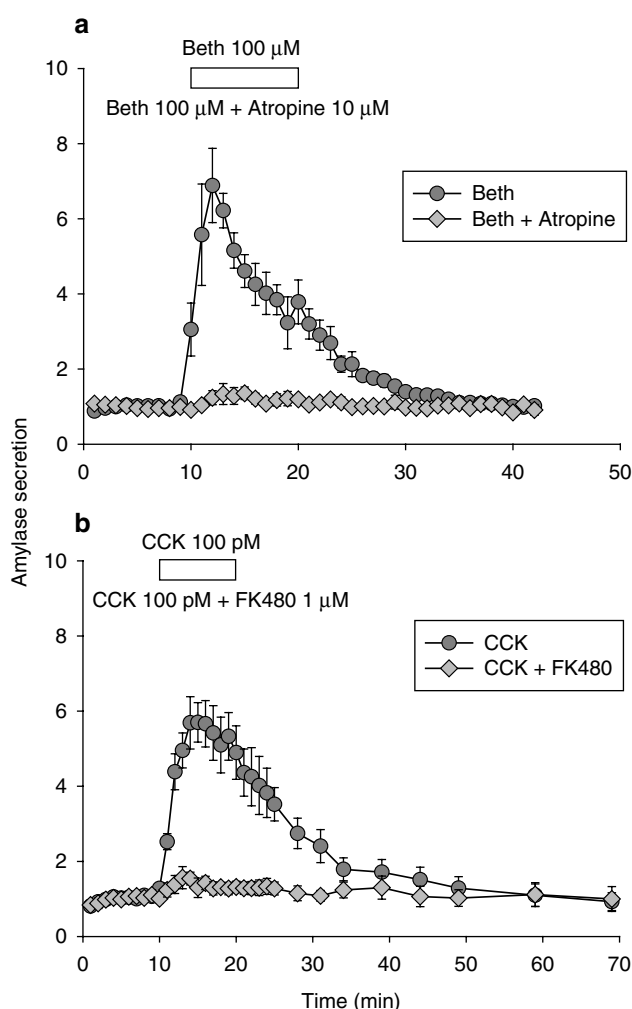 a
Beth 100 μM
Beth 100 μM + Atropine 10 μM
10
8
6
4
2
0
Beth
Beth + Atropine
0 10 20 30 40 50
Amylase secretion
b
CCK 100 pM
CCK 100 pM + FK480 1 μM
10
8
6
4
2
0
CCK
CCK + FK480
0 10 20 30 40 50 60 70
Time (min)